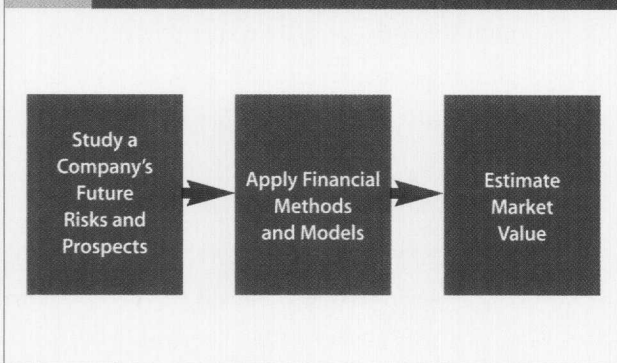 Study a
Company's
Future
Risks and
Prospects
Apply Financial
Methods
and Models
Estimate
Market
Value